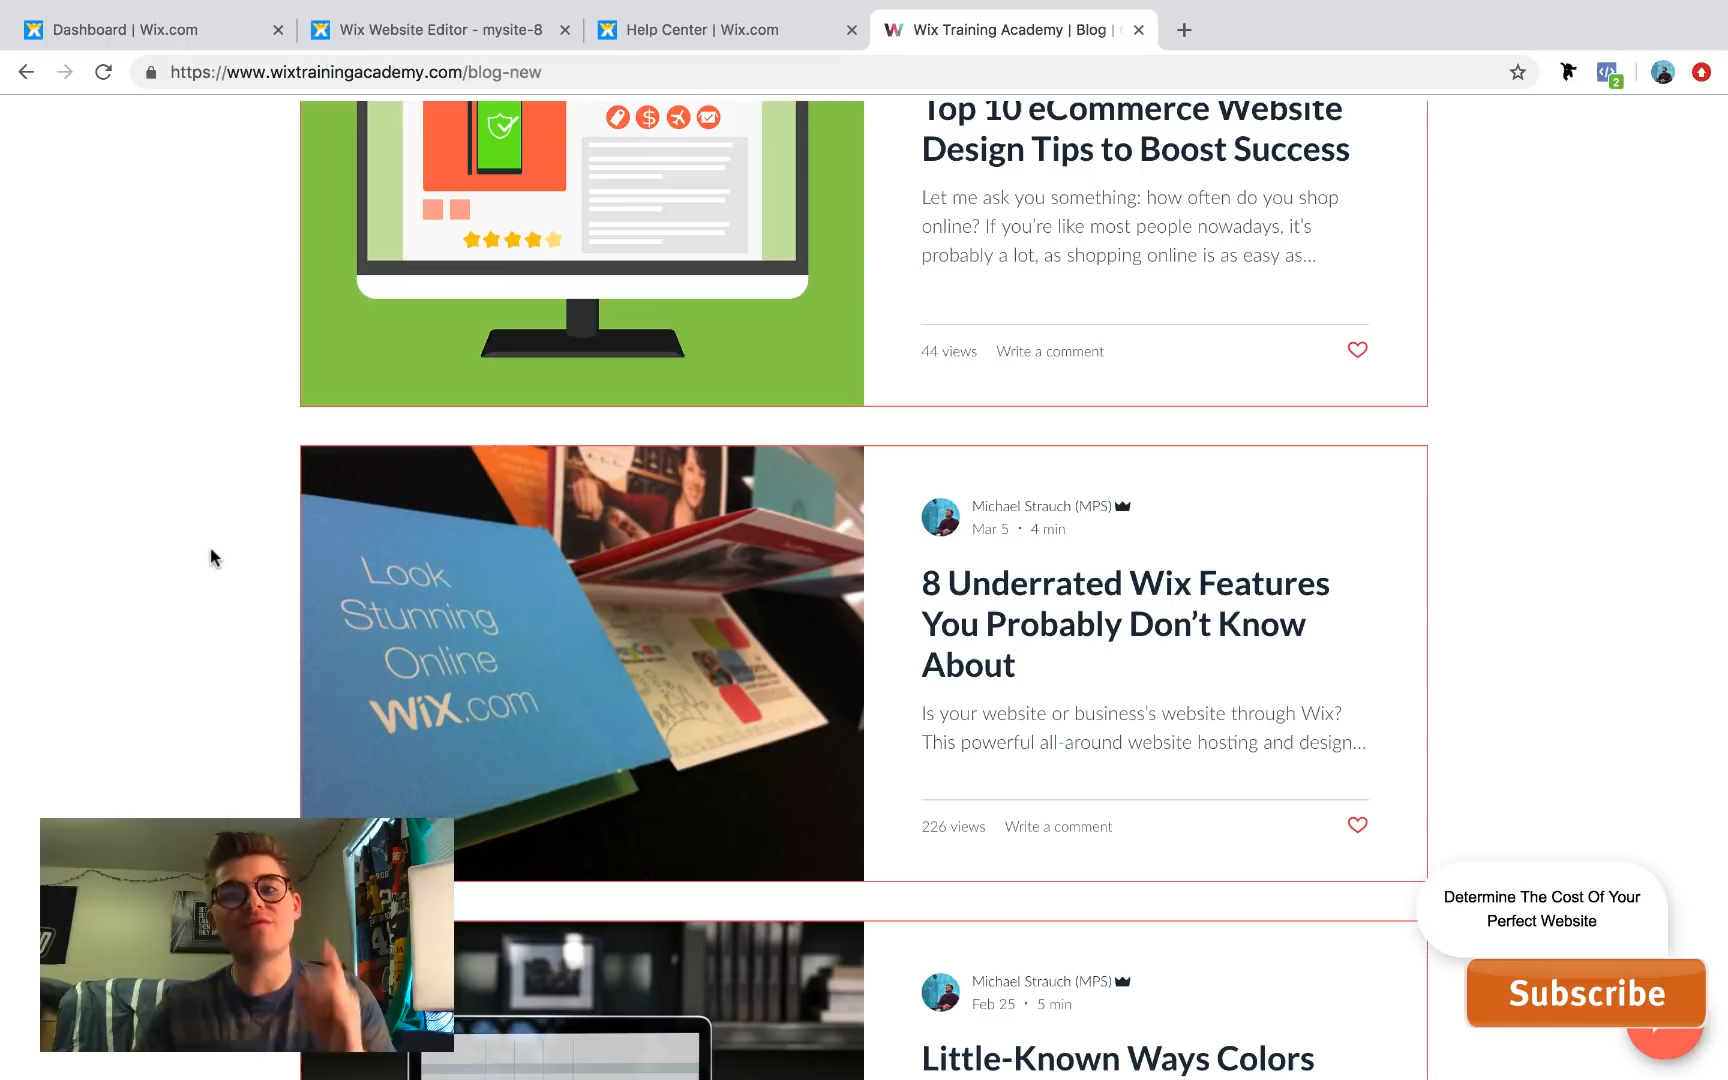 Dashboard | Wix.com
Wix Website Editor - mysite-8
Help Center | Wix.com
Wix Training Academy | Blog |
https://www.wixtrainingacademy.com/blog-new
2
Top 10 eCommerce Website
Design Tips to Boost Success
Let me ask you something: how often do you shop
online? If you're like most people nowadays, it's
probably a lot, as shopping online is as easy as...
44 views Write a comment
Look
Stunning
Online
WiX.com
Michael Strauch (MPS)
Mar 5 · 4 min
8 Underrated Wix Features
You Probably Don't Know
About
Is your website or business's website through Wix?
This powerful all-around website hosting and design...
226 views Write a comment
Determine The Cost Of Your
Perfect Website
Subscribe
Michael Strauch (MPS)
Feb 25 · 5 min
Little-Known Ways Colors